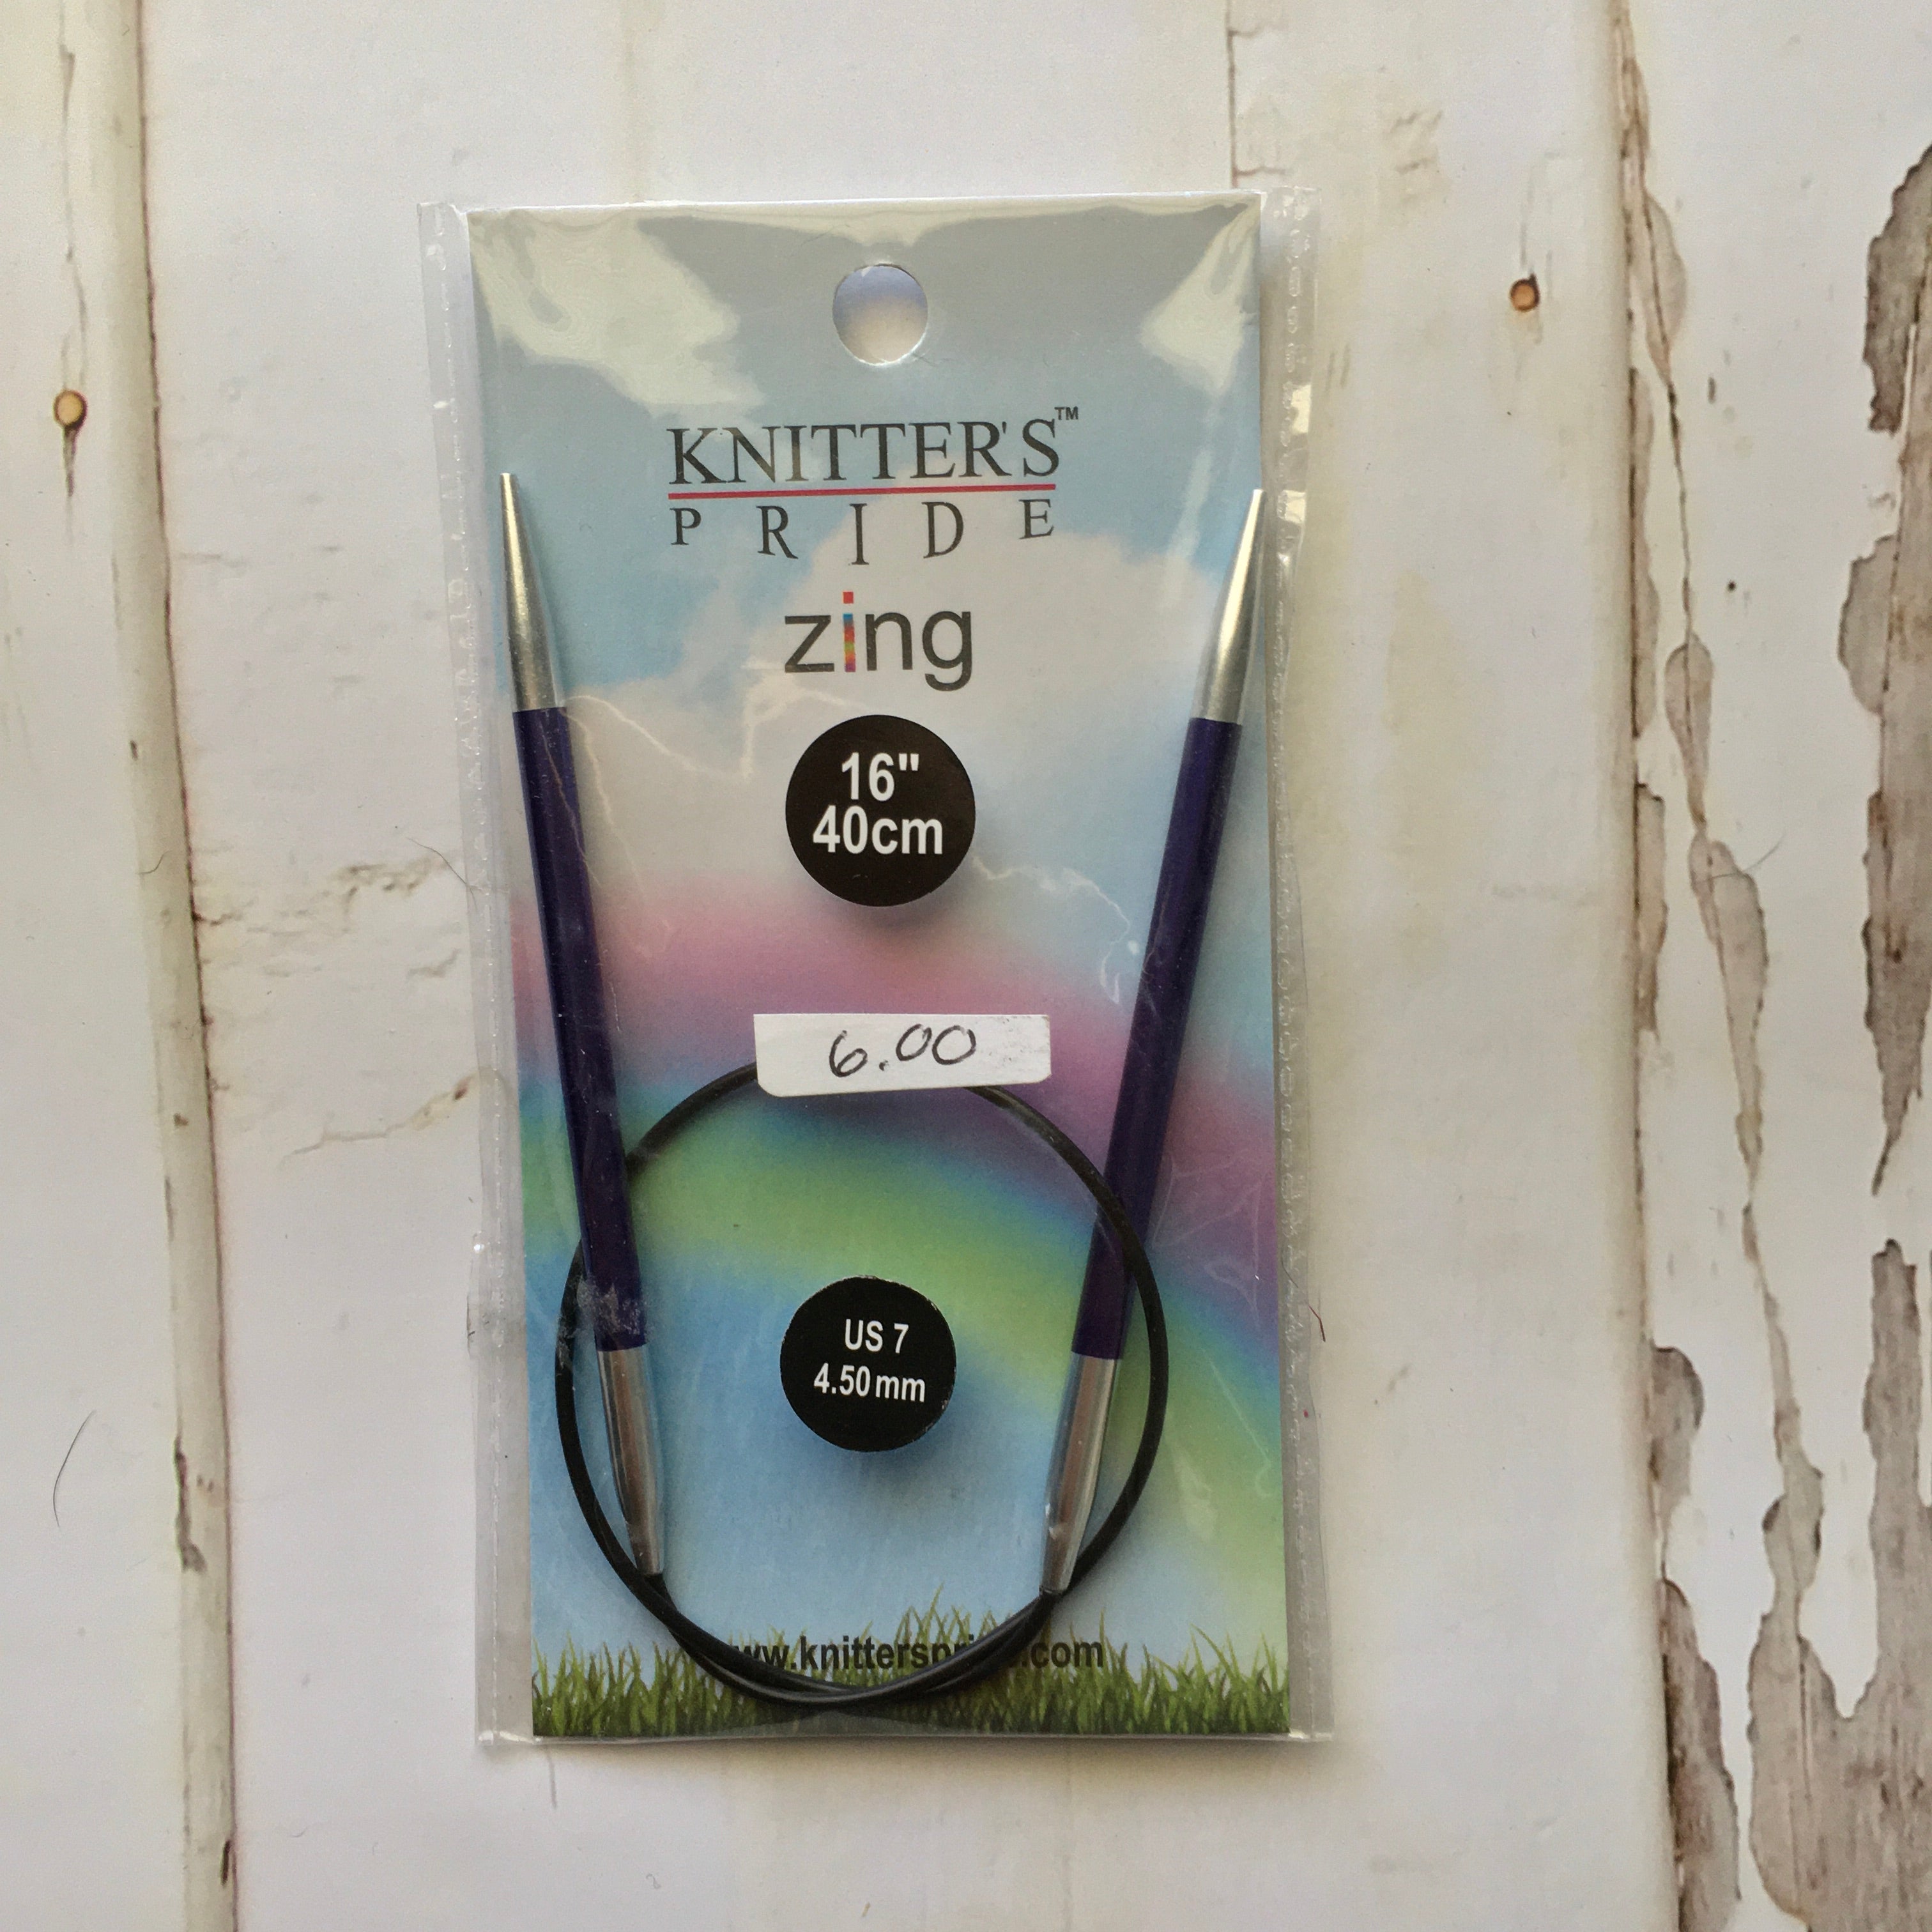 KNITTER'S™
PRIDE
zing
16"
40cm
6.00
US 7
4.50mm